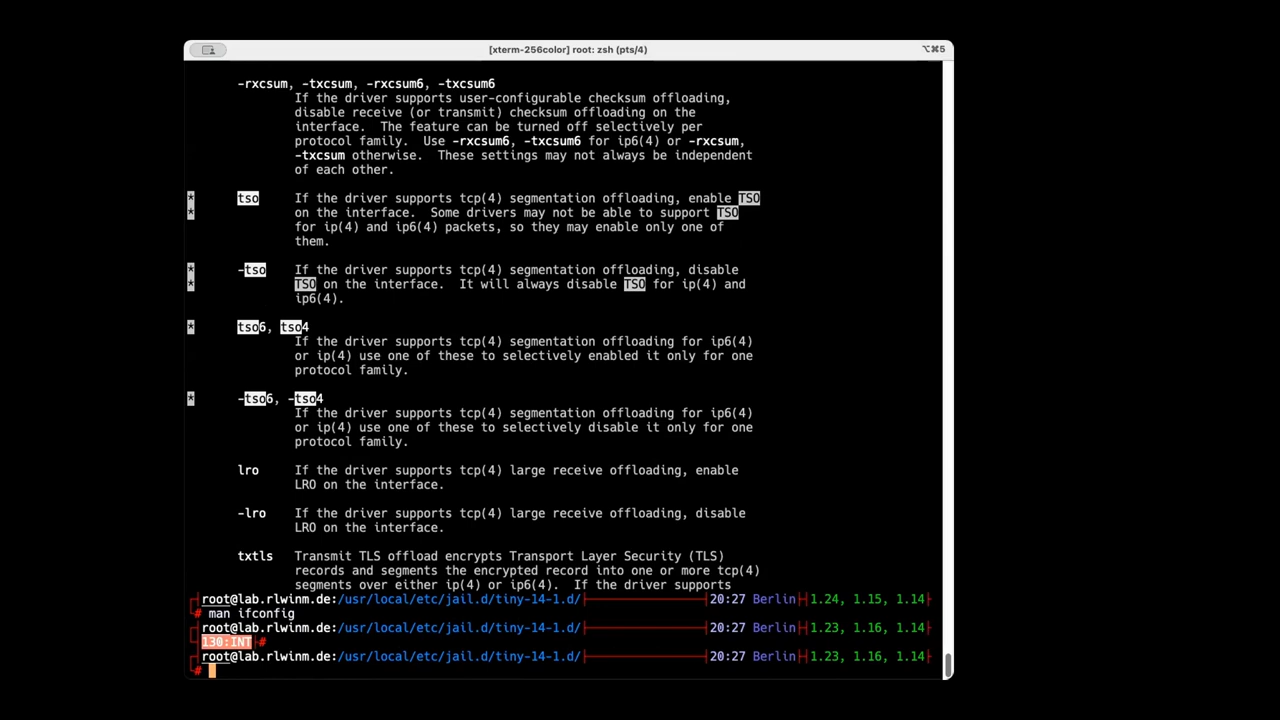 [xterm-256color] root: zsh (pts/4)
⌥⌘5
-rxcsum, -txcsum, -rxcsum6, -txcsum6
If the driver supports user-configurable checksum offloading,
disable receive (or transmit) checksum offloading on the
interface.  The feature can be turned off selectively per
protocol family.  Use -rxcsum6, -txcsum6 for ip6(4) or -rxcsum,
-txcsum otherwise.  These settings may not always be independent
of each other.
* tso If the driver supports tcp(4) segmentation offloading, enable TSO
* on the interface.  Some drivers may not be able to support TSO
for ip(4) and ip6(4) packets, so they may enable only one of
them.
* -tso If the driver supports tcp(4) segmentation offloading, disable
* TSO on the interface.  It will always disable TSO for ip(4) and
ip6(4).
* tso6, tso4
If the driver supports tcp(4) segmentation offloading for ip6(4)
or ip(4) use one of these to selectively enabled it only for one
protocol family.
* -tso6, -tso4
If the driver supports tcp(4) segmentation offloading for ip6(4)
or ip(4) use one of these to selectively disable it only for one
protocol family.
lro If the driver supports tcp(4) large receive offloading, enable
LRO on the interface.
-lro If the driver supports tcp(4) large receive offloading, disable
LRO on the interface.
txtls Transmit TLS offload encrypts Transport Layer Security (TLS)
records and segments the encrypted record into one or more tcp(4)
segments over either ip(4) or ip6(4).  If the driver supports
root@lab.rlwinm.de:/usr/local/etc/jail.d/tiny-14-1.d/ 20:27 Berlin 1.24, 1.15, 1.14
# man ifconfig
root@lab.rlwinm.de:/usr/local/etc/jail.d/tiny-14-1.d/ 20:27 Berlin 1.23, 1.16, 1.14
130:INT #
root@lab.rlwinm.de:/usr/local/etc/jail.d/tiny-14-1.d/ 20:27 Berlin 1.23, 1.16, 1.14
#